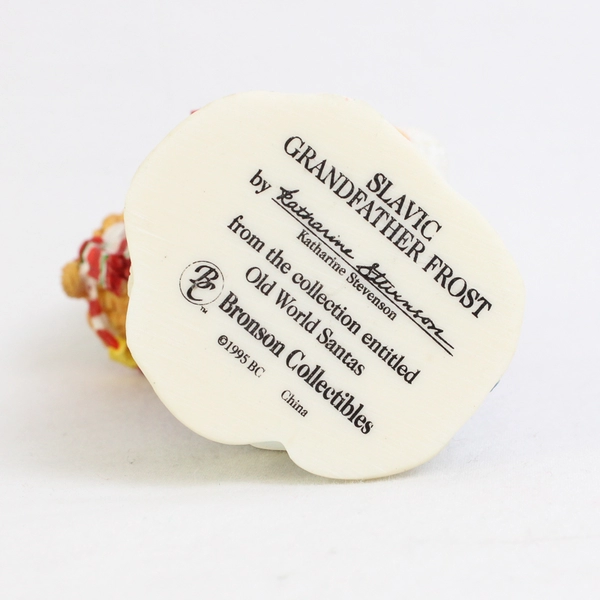 SLAVIC
GRANDFATHER FROST
by Katharine Stevenson
Katharine Stevenson
from the collection entitled
Old World Santas
BC™ Bronson Collectibles
©1995 BC
China